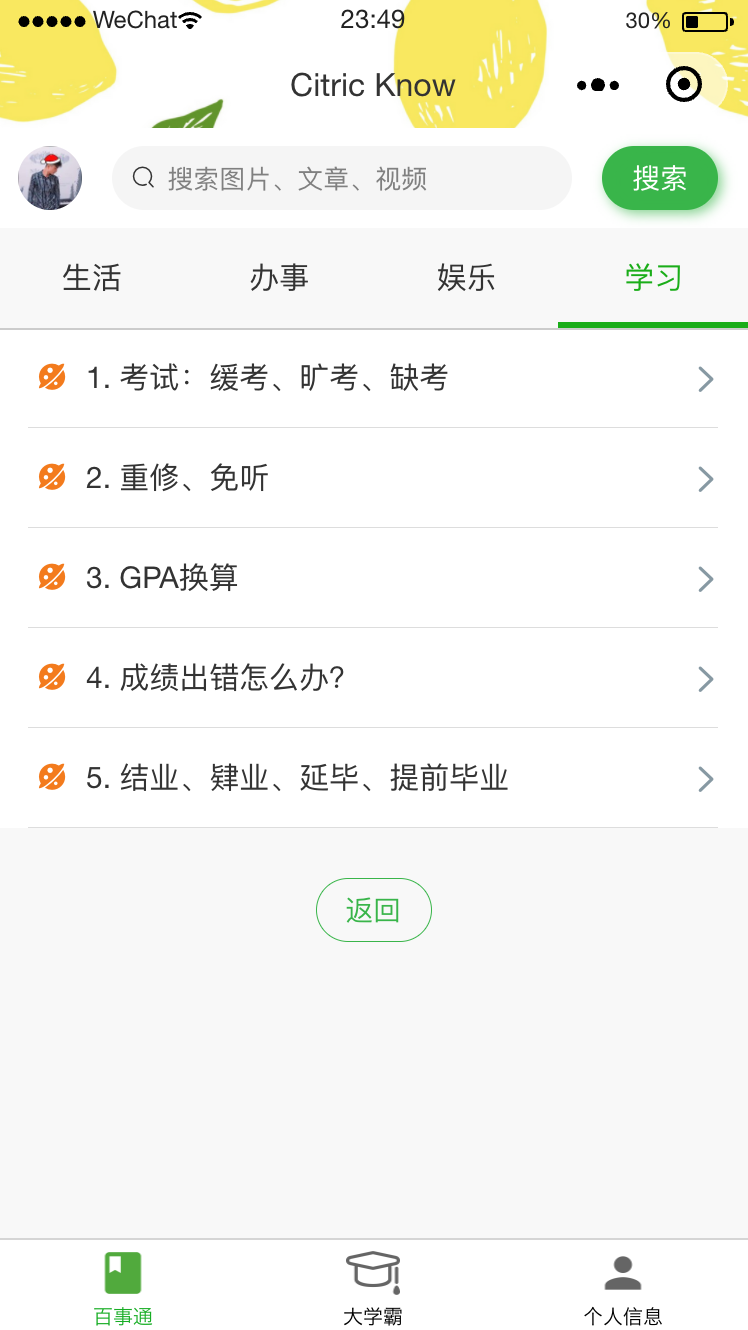 WeChat 23:49 30%
Citric Know
搜索图片、文章、视频 搜索
生活 办事 娱乐 学习
1. 考试：缓考、旷考、缺考
2. 重修、免听
3. GPA换算
4. 成绩出错怎么办?
5. 结业、肄业、延毕、提前毕业
返回
百事通 大学霸 个人信息